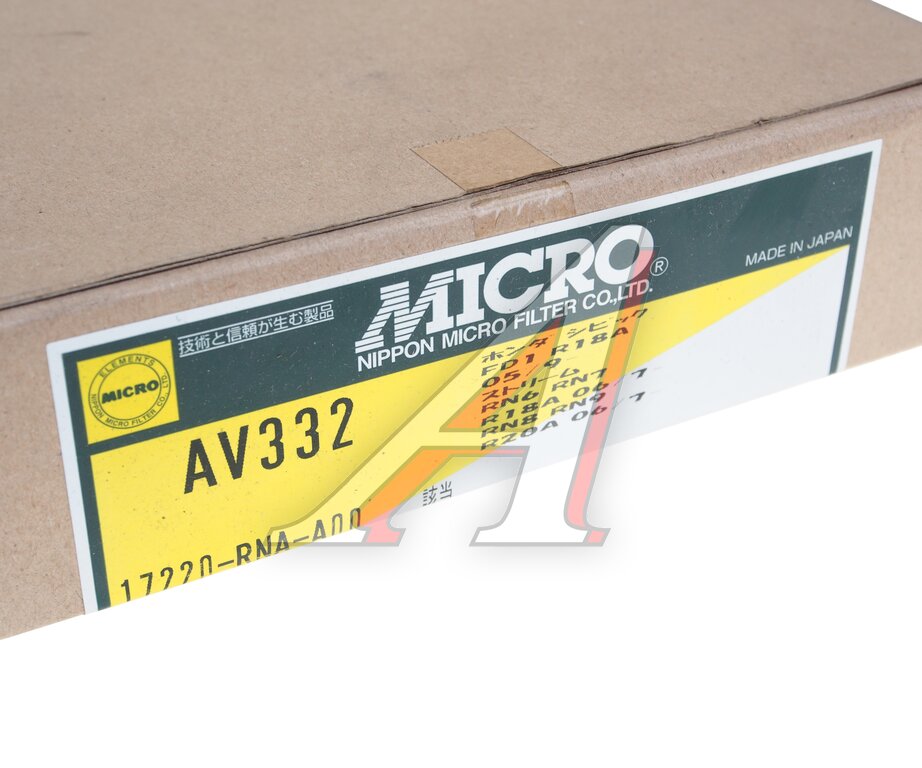 MADE IN JAPAN
MICRO®
NIPPON MICRO FILTER CO.,LTD.
技術と信頼が生む製品
ELEMENTS
MICRO
NIPPON MICRO FILTER CO., LTD.
AV332
17220-RNA-A00
ホンダ シビック
FD1 R18A
05/9-
ストリーム
RN6 RN7
R18A 06/7-
RN8 RN9
R20A 06/7-
該当